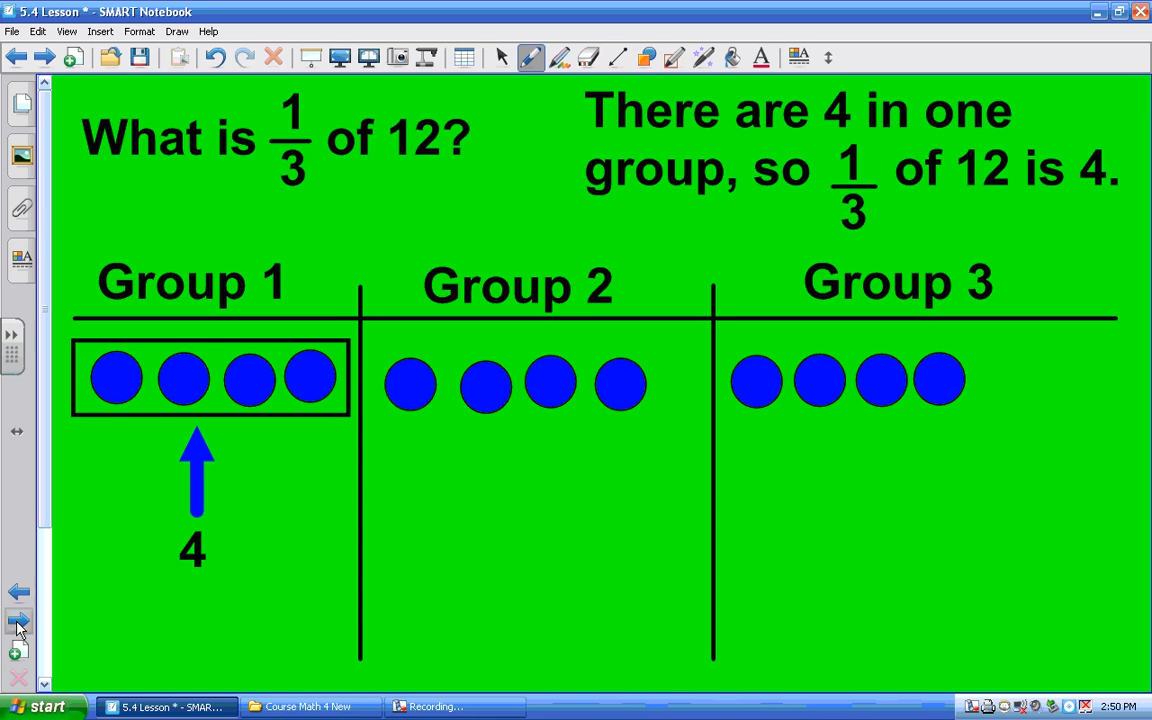 5.4 Lesson * - SMART Notebook
File Edit View Insert Format Draw Help
What is 1/3 of 12?
There are 4 in one
group, so 1/3 of 12 is 4.
Group 1 Group 2 Group 3
4
start 5.4 Lesson * - SMAR... Course Math 4 New Recording... 2:50 PM